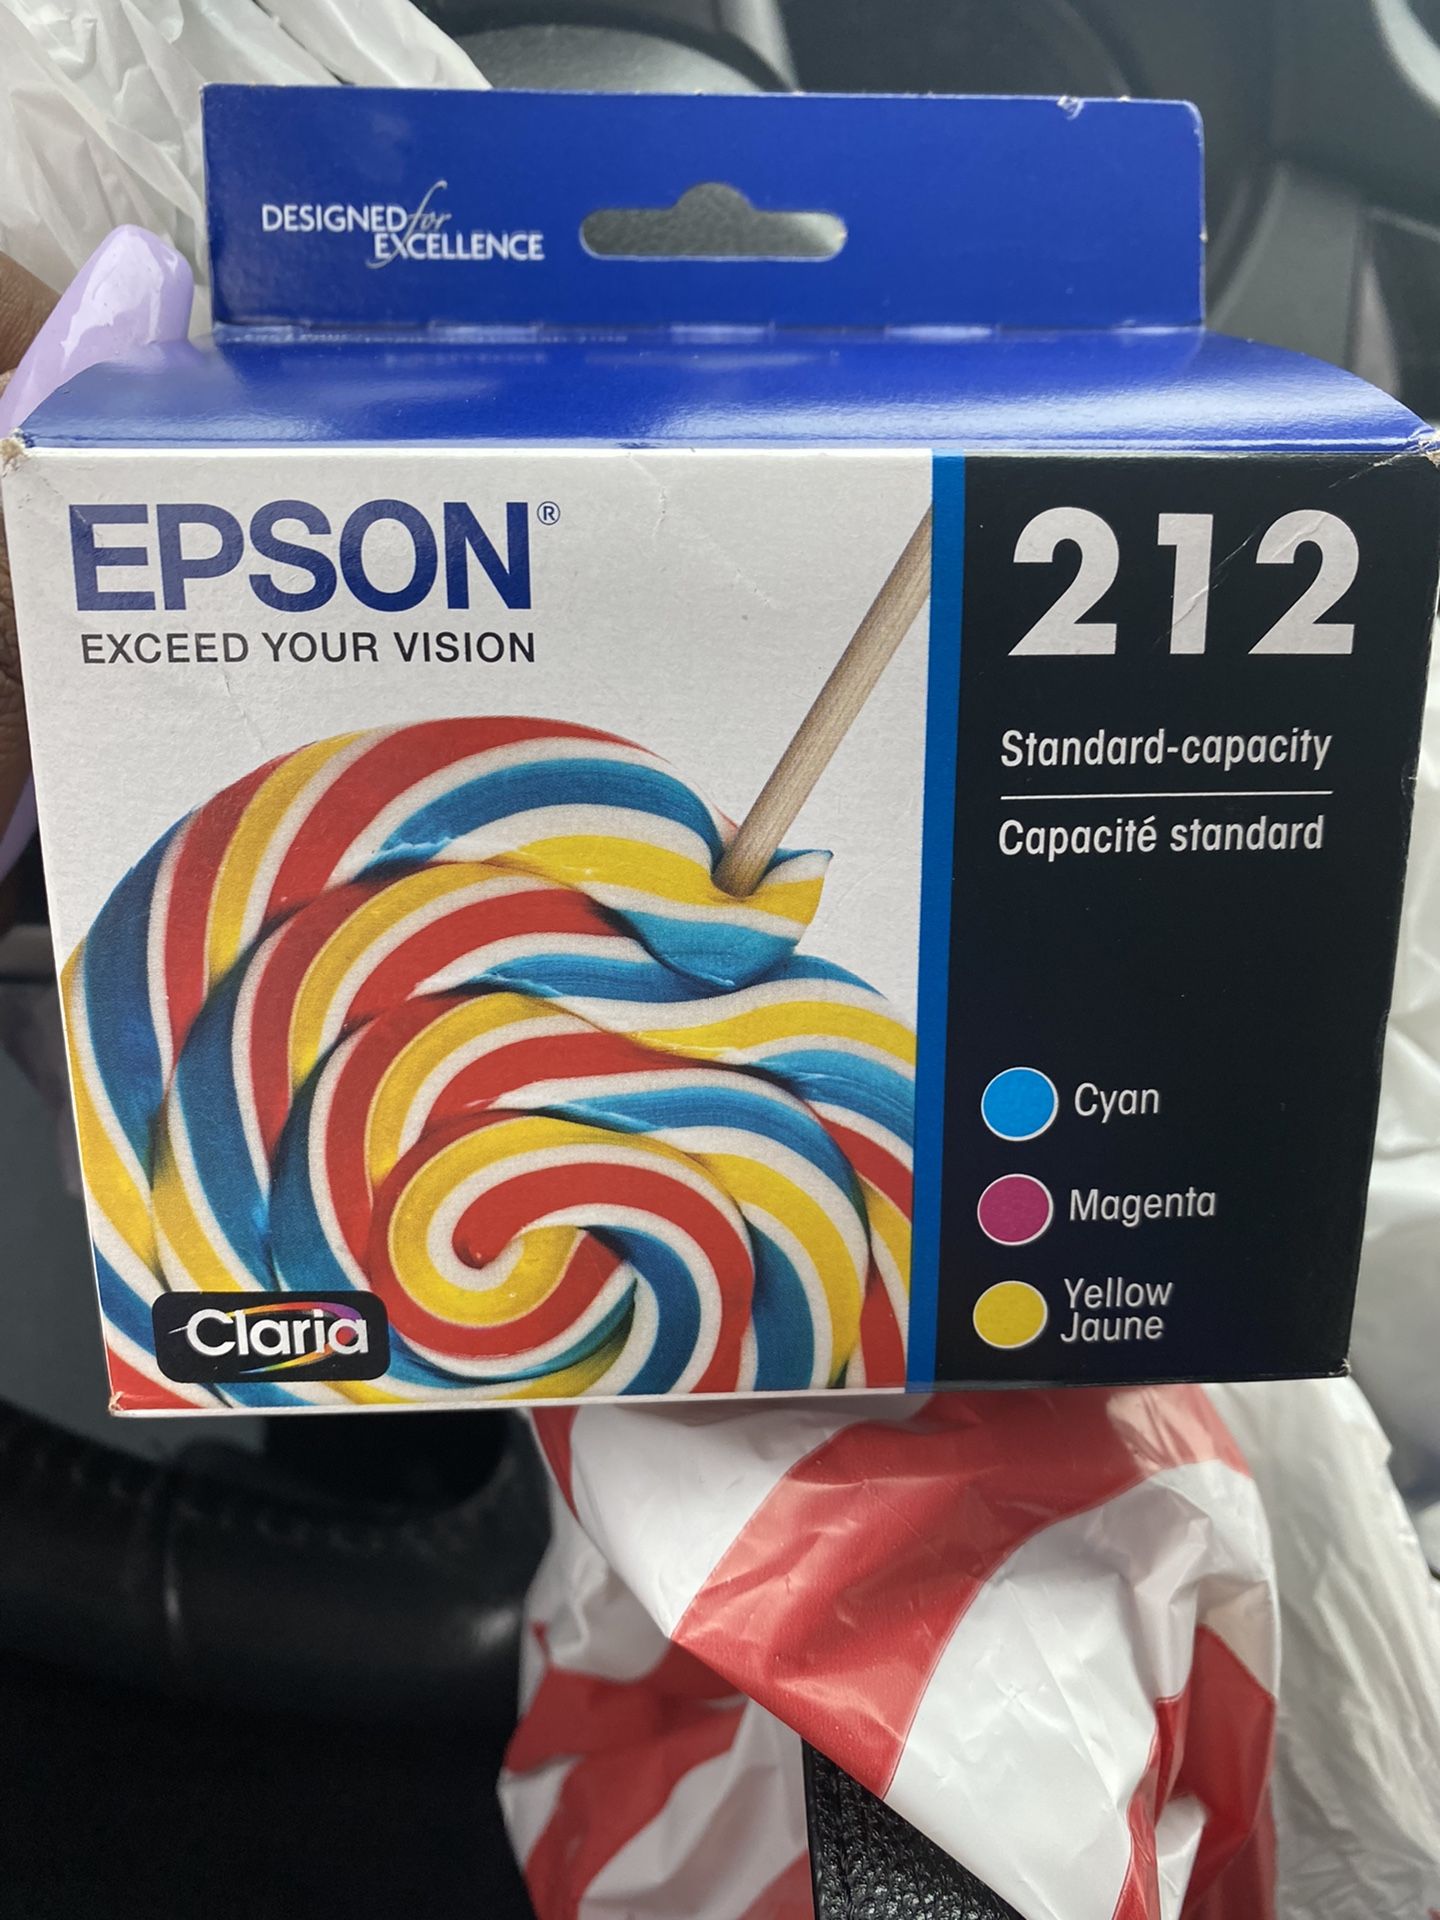 DESIGNED for
EXCELLENCE
EPSON®
EXCEED YOUR VISION
212
Standard-capacity
Capacité standard
Cyan
Magenta
Yellow
Jaune
Claria